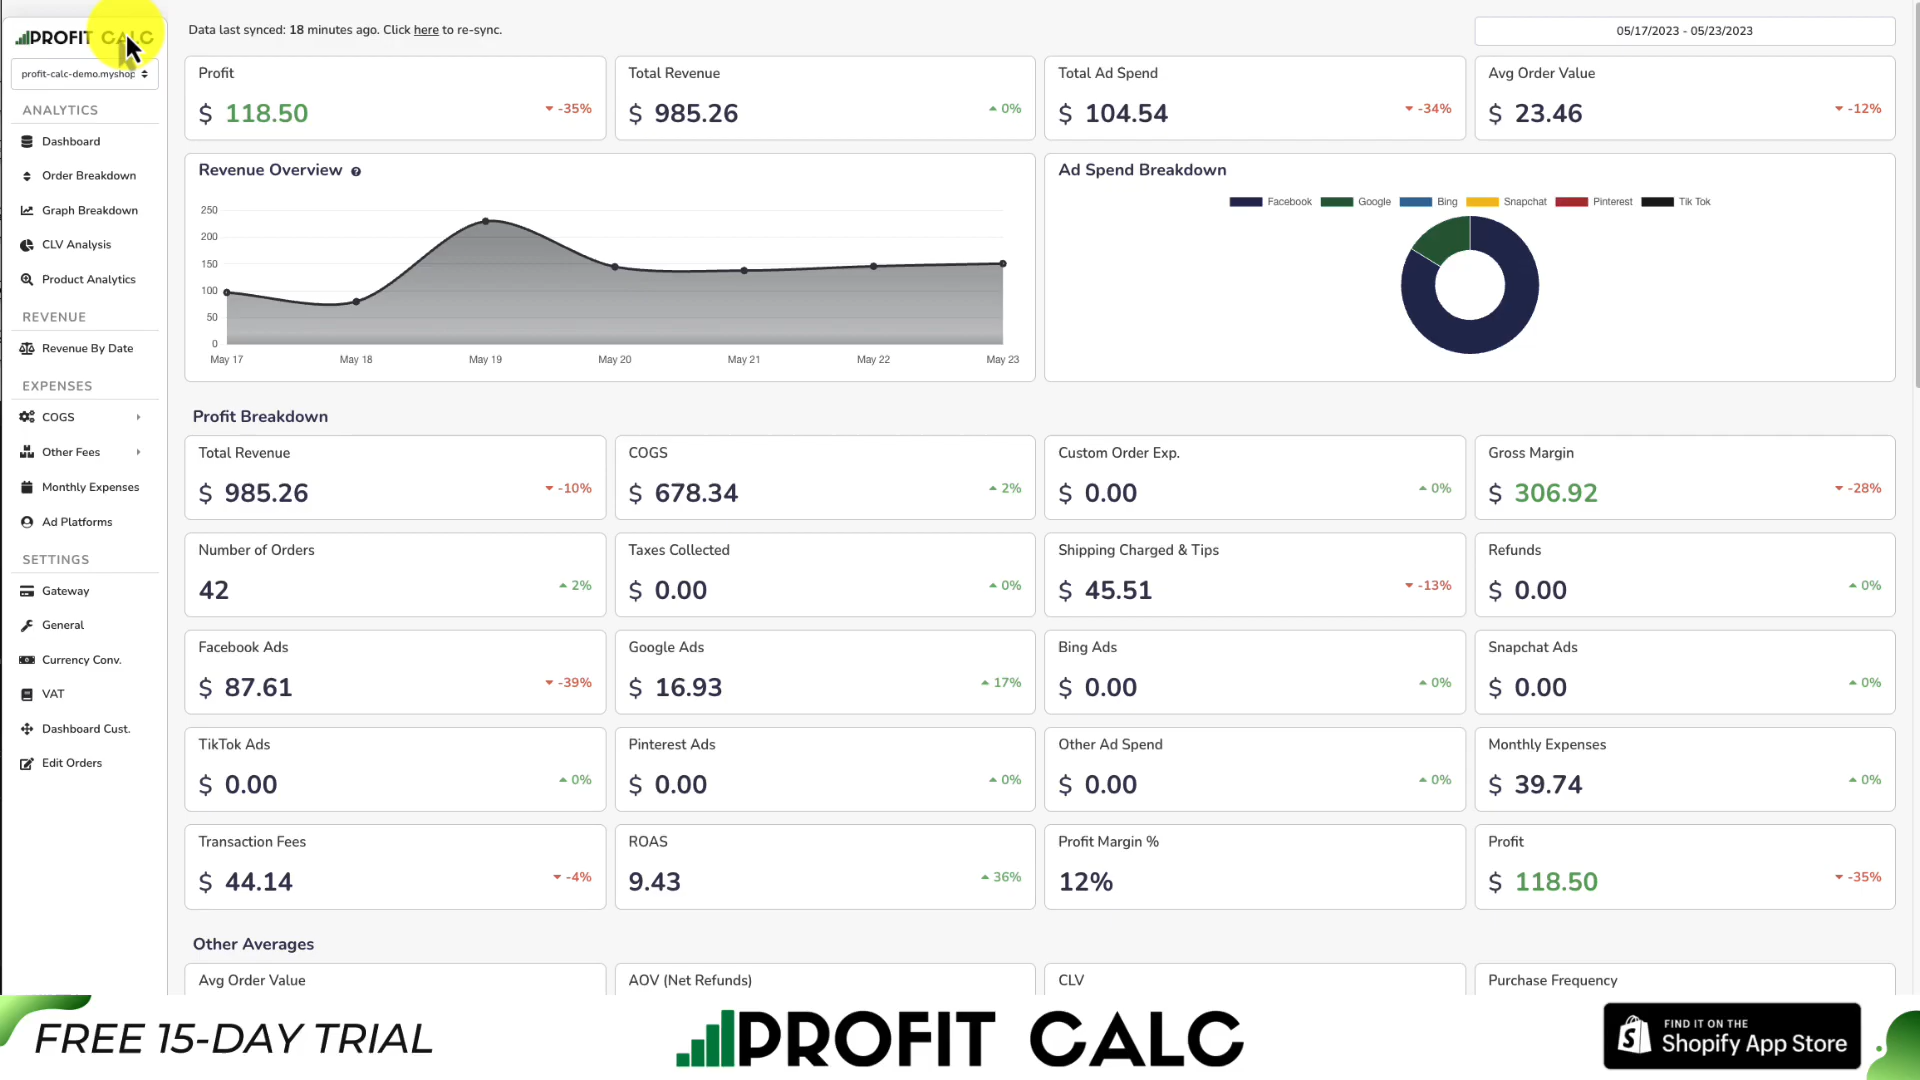 PROFIT CALC
profit-calc-demo.myshop
ANALYTICS
Dashboard
Order Breakdown
Graph Breakdown
CLV Analysis
Product Analytics
REVENUE
Revenue By Date
EXPENSES
COGS
Other Fees
Monthly Expenses
Ad Platforms
SETTINGS
Gateway
General
Currency Conv.
VAT
Dashboard Cust.
Edit Orders
Data last synced: 18 minutes ago. Click here to re-sync.
05/17/2023 - 05/23/2023
Profit
$ 118.50
-35%
Total Revenue
$ 985.26
0%
Total Ad Spend
$ 104.54
-34%
Avg Order Value
$ 23.46
-12%
Revenue Overview
250
200
150
100
50
0
May 17 May 18 May 19 May 20 May 21 May 22 May 23
Ad Spend Breakdown
Facebook Google Bing Snapchat Pinterest Tik Tok
Profit Breakdown
Total Revenue
$ 985.26
-10%
COGS
$ 678.34
2%
Custom Order Exp.
$ 0.00
0%
Gross Margin
$ 306.92
-28%
Number of Orders
42
2%
Taxes Collected
$ 0.00
0%
Shipping Charged & Tips
$ 45.51
-13%
Refunds
$ 0.00
0%
Facebook Ads
$ 87.61
-39%
Google Ads
$ 16.93
17%
Bing Ads
$ 0.00
0%
Snapchat Ads
$ 0.00
0%
TikTok Ads
$ 0.00
0%
Pinterest Ads
$ 0.00
0%
Other Ad Spend
$ 0.00
0%
Monthly Expenses
$ 39.74
0%
Transaction Fees
$ 44.14
-4%
ROAS
9.43
36%
Profit Margin %
12%
Profit
$ 118.50
-35%
Other Averages
Avg Order Value
AOV (Net Refunds)
CLV
Purchase Frequency
FREE 15-DAY TRIAL
PROFIT CALC
FIND IT ON THE
Shopify App Store